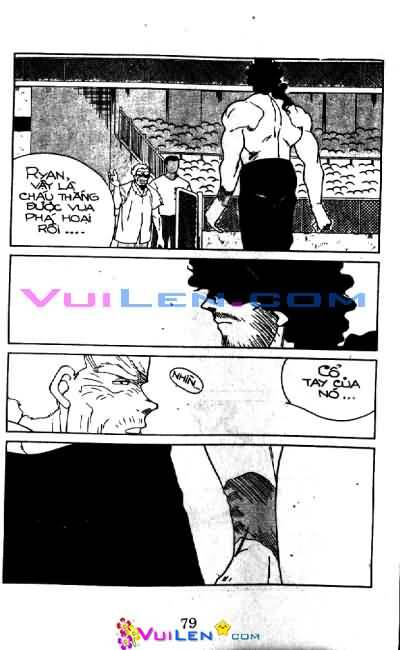 RYAN,
VẬY LÀ
CHÁU THẮNG
ĐƯỢC VUA
PHÁ HOẠI
RỒI ....
VUILEN.COM
NHÌN..
CỔ
TAY CỦA
NÓ ...
79
VUILEN.COM